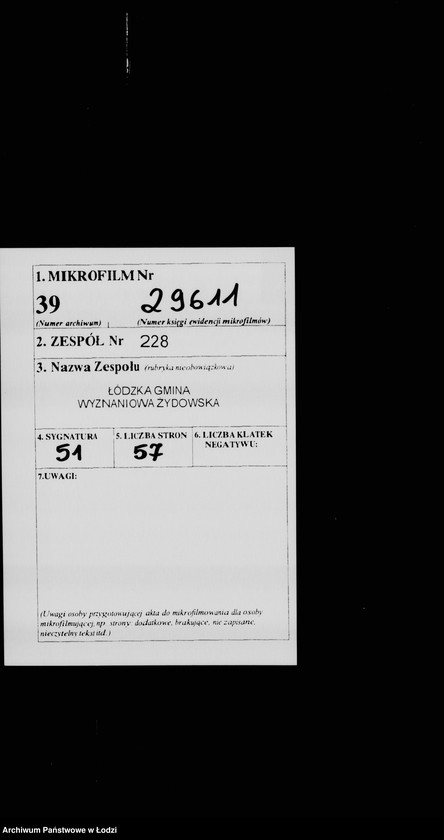 1. MIKROFILM Nr
39 29611
(Numer archiwum) (Numer księgi ewidencji mikrofilmów)
2. ZESPÓŁ Nr 228
3. Nazwa Zespołu (rubryka nieobowiązkowa)
ŁÓDZKA GMINA
WYZNANIOWA ŻYDOWSKA
4. SYGNATURA 5. LICZBA STRON 6. LICZBA KLATEK
NEGATYWU:
51 57
7.UWAGI:
(Uwagi osoby przygotowującej akta do mikrofilmowania dla osoby
mikrofilmującej, np. strony: dodatkowe, brakujące, nie zapisane,
nieczytelny tekst itd.)
Archiwum Państwowe w Łodzi